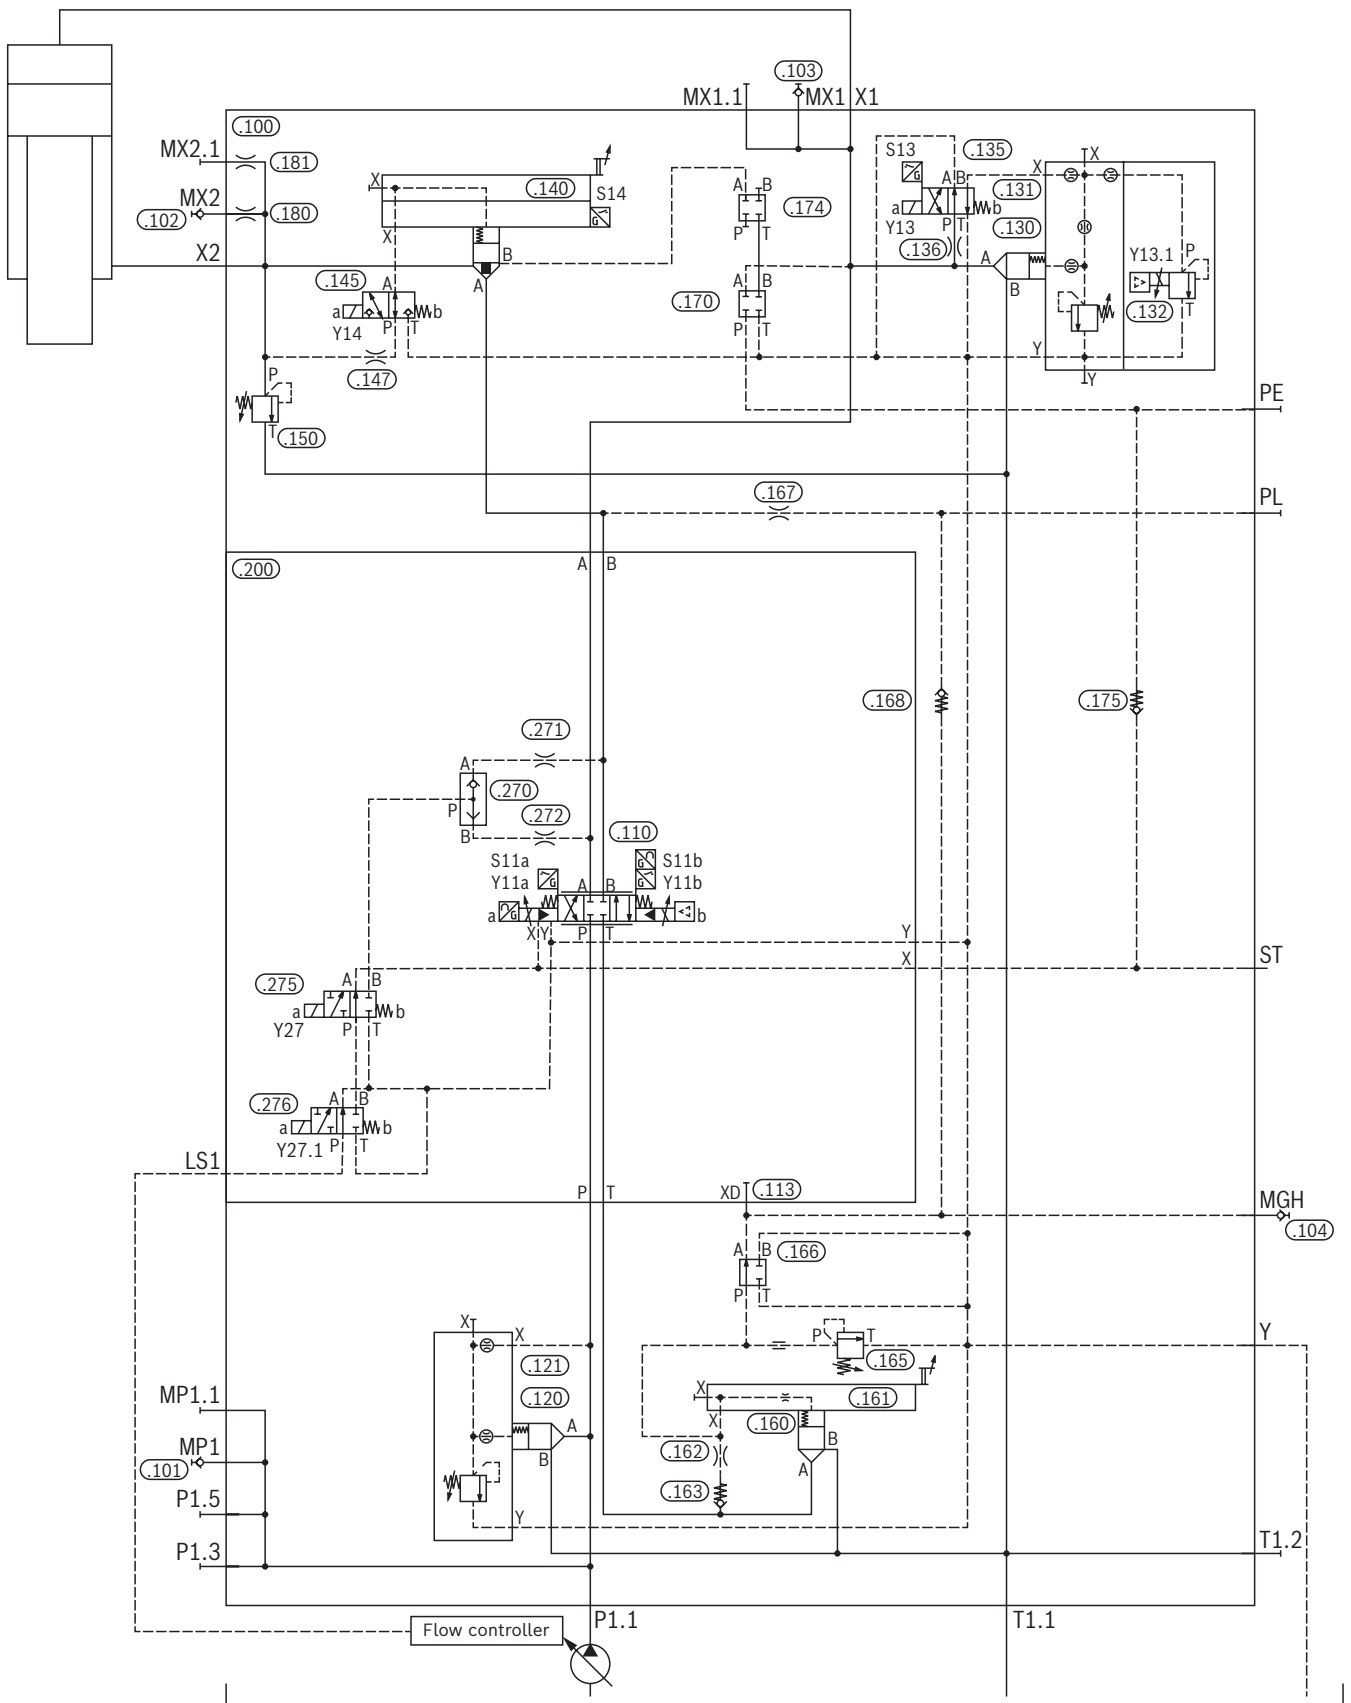 .103
MX1.1
MX1
X1
.100
MX2.1
.181
MX2
.102
.180
X2
X
.140
S14
X
B
A
.145
A
a
b
Y14
P
T
.147
P
T
.150
A
B
.174
P
T
A
B
.170
P
T
S13
.135
A
B
a
b
Y13
P
T
.131
.130
.136
A
B
X
X
Y13.1
P
.132
T
Y
Y
PE
.167
PL
.200
A
B
.168
.175
.271
A
.270
P
.272
B
.110
S11a
S11b
Y11a
Y11b
A
B
a
b
X
Y
P
T
Y
X
ST
.275
A
B
a
b
Y27
P
T
.276
A
B
a
b
Y27.1
P
T
LS1
P
T
XD
.113
MGH
.104
A
B
.166
P
T
X
X
.121
.120
A
B
Y
P
T
.165
X
.161
X
.160
B
A
.162
.163
Y
MP1.1
MP1
.101
P1.5
P1.3
T1.2
P1.1
T1.1
Flow controller